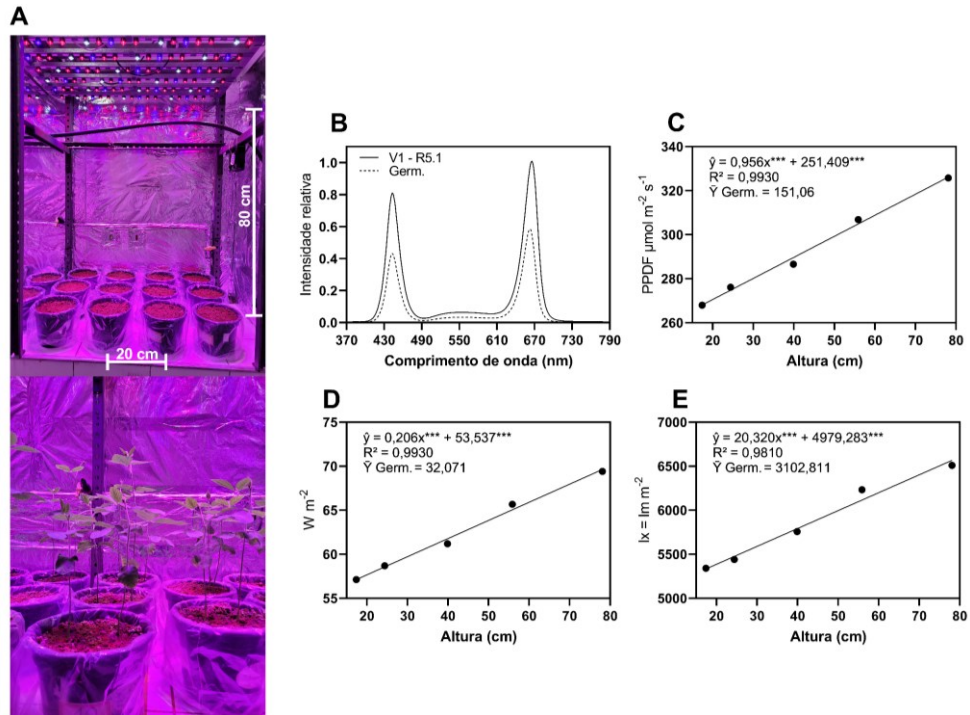 A
80 cm
20 cm
B
V1 - R5.1
Germ.
Intensidade relativa
1.0
0.8
0.6
0.4
0.2
0.0
370 430 490 550 610 670 730 790
Comprimento de onda (nm)
C
ŷ = 0,956x*** + 251,409***
R² = 0,9930
Ȳ Germ. = 151,06
PPDF µmol m⁻² s⁻¹
340
320
300
280
260
20 30 40 50 60 70 80
Altura (cm)
D
ŷ = 0,206x*** + 53,537***
R² = 0,9930
Ȳ Germ. = 32,071
W m⁻²
75
70
65
60
55
20 30 40 50 60 70 80
Altura (cm)
E
ŷ = 20,320x*** + 4979,283***
R² = 0,9810
Ȳ Germ. = 3102,811
lx = lm m⁻²
7000
6500
6000
5500
5000
20 30 40 50 60 70 80
Altura (cm)